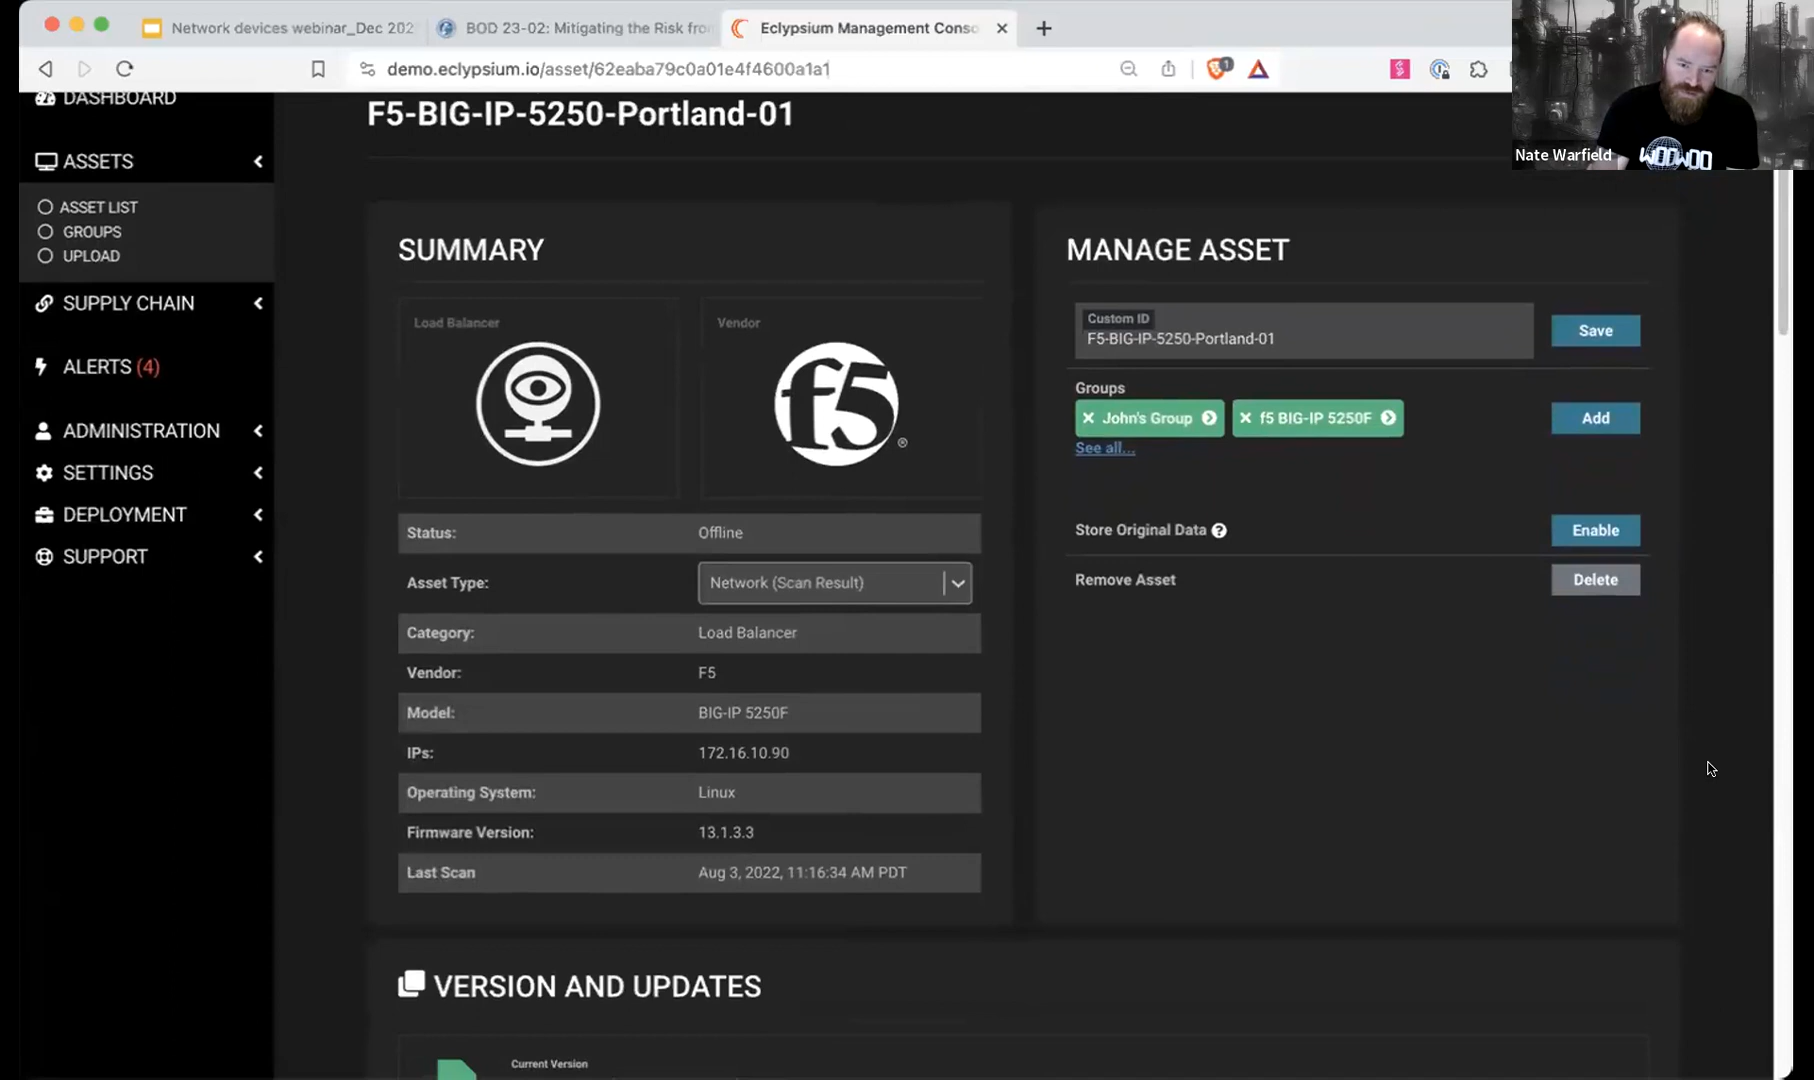 Network devices webinar_Dec 202
BOD 23-02: Mitigating the Risk fro
Eclypsium Management Conso
demo.eclypsium.io/asset/62eaba79c0a01e4f4600a1a1
1
Nate Warfield
WOOWOO
DASHBOARD
ASSETS
ASSET LIST
GROUPS
UPLOAD
SUPPLY CHAIN
ALERTS (4)
ADMINISTRATION
SETTINGS
DEPLOYMENT
SUPPORT
F5-BIG-IP-5250-Portland-01
SUMMARY
Load Balancer
Vendor
f5
®
Status: Offline
Asset Type: Network (Scan Result)
Category: Load Balancer
Vendor: F5
Model: BIG-IP 5250F
IPs: 172.16.10.90
Operating System: Linux
Firmware Version: 13.1.3.3
Last Scan Aug 3, 2022, 11:16:34 AM PDT
MANAGE ASSET
Custom ID
F5-BIG-IP-5250-Portland-01
Save
Groups
John's Group
f5 BIG-IP 5250F
Add
See all...
Store Original Data
Enable
Remove Asset
Delete
VERSION AND UPDATES
Current Version